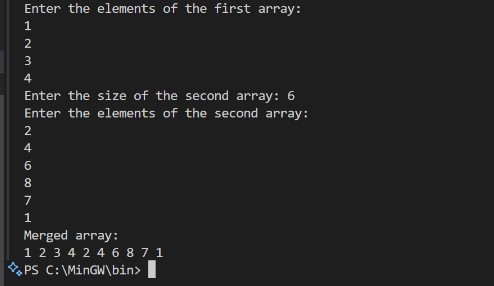 Enter the elements of the first array:
1
2
3
4
Enter the size of the second array: 6
Enter the elements of the second array:
2
4
6
8
7
1
Merged array:
1 2 3 4 2 4 6 8 7 1
PS C:\MinGW\bin>